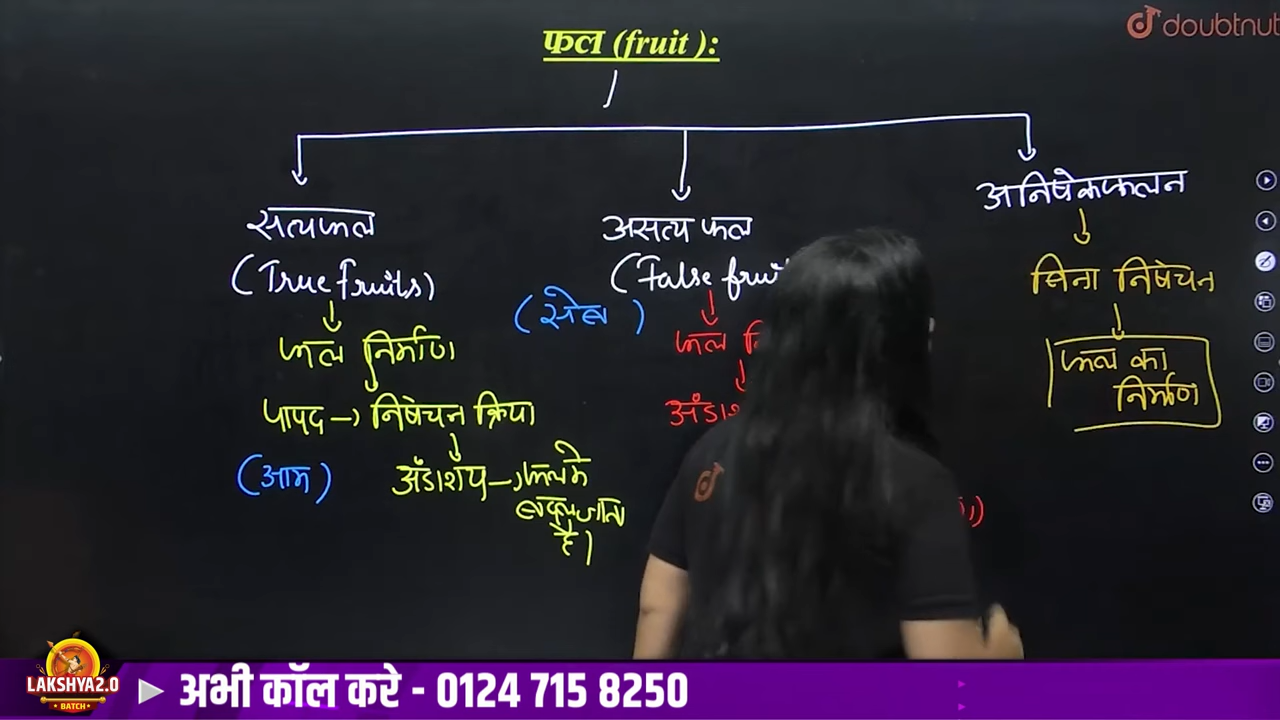 फल (fruit ):
doubtnut
सत्यफल
(True fruits)
फल निर्माण
पापद → निषेचन क्रिया
(आम)
अंडाशय → फल में
बदल जाता
है।
असत्य फल
(False frui
(सेब)
फल नि
अंडाश
अनिषेकफलन
बिना निषेचन
फल का
निर्माण
LAKSHYA2.0
BATCH
अभी कॉल करे - 0124 715 8250